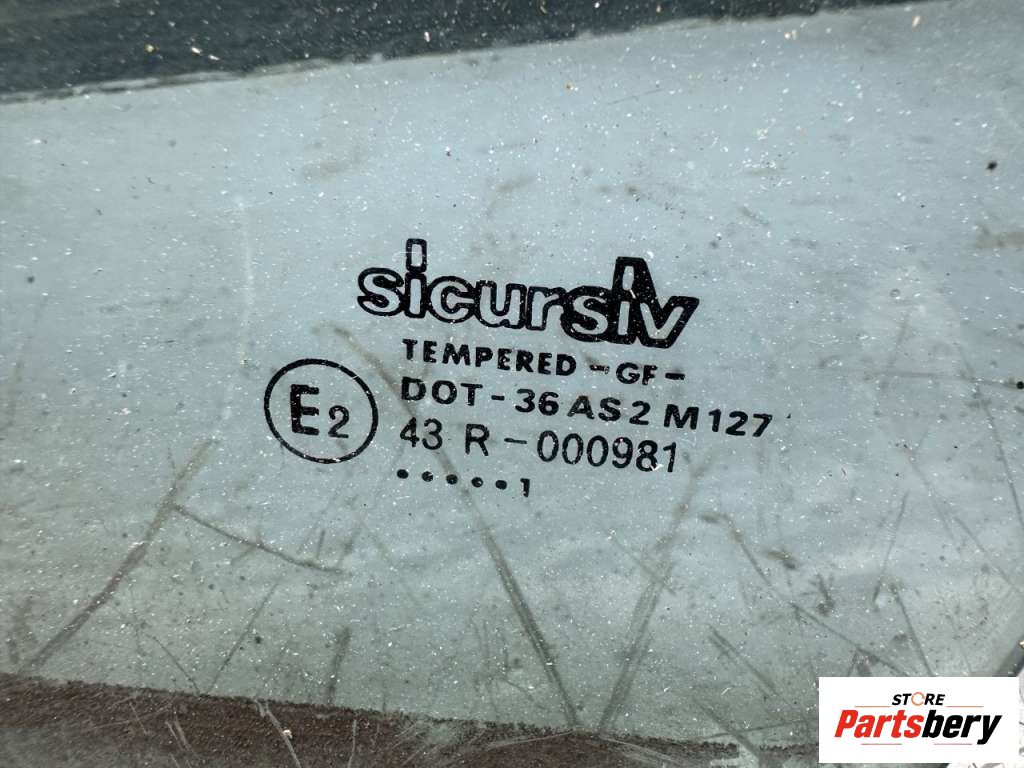 sicursiv
TEMPERED -GF-
DOT-36 AS2 M127
E2
43 R-000981
•••••1
STORE
Partsbery